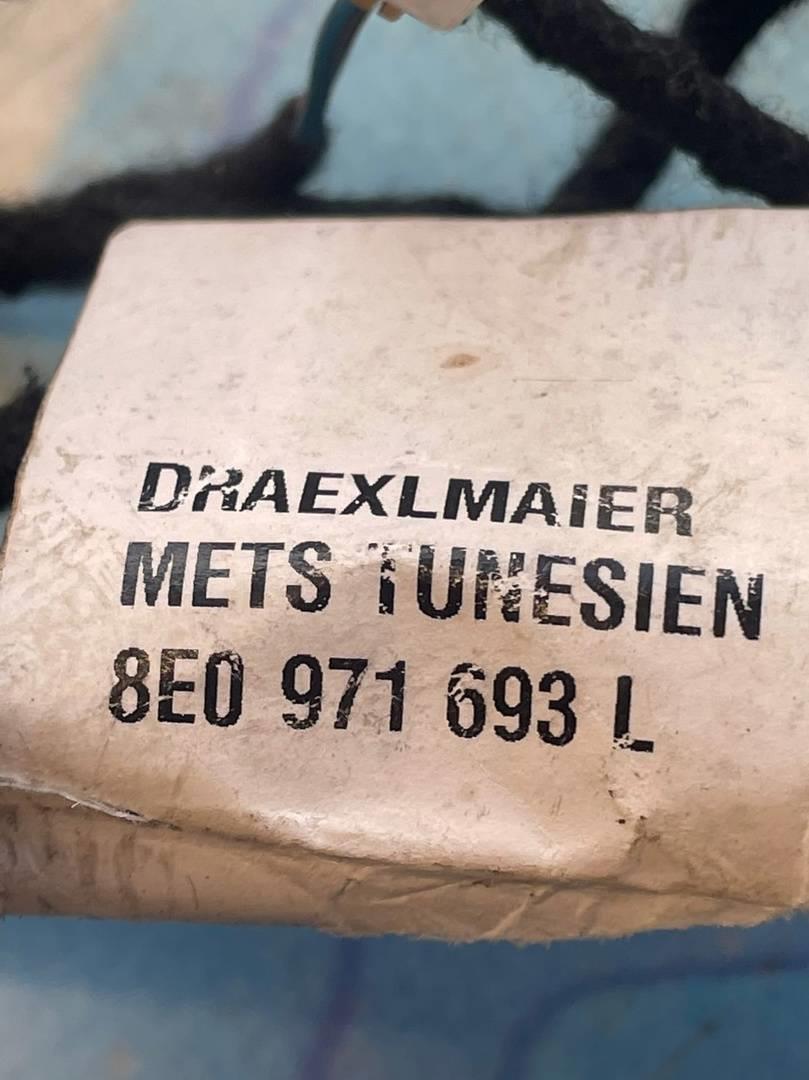 DRAEXLMAIER
METS TUNESIEN
8E0 971 693 L